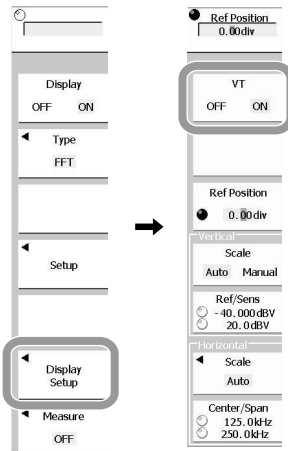 Display
OFF ON
Type
FFT
Setup
Display
Setup
Measure
OFF
Ref Position
0.00div
VT
OFF ON
Ref Position
0.00div
Vertical
Scale
Auto Manual
Ref/Sens
-40.000dBV
20.0dBV
Horizontal
Scale
Auto
Center/Span
125.0kHz
250.0kHz